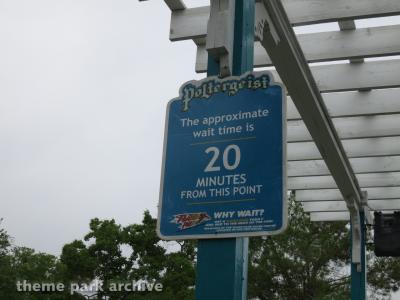 Poltergeist
The approximate
wait time is
20
MINUTES
FROM THIS POINT
WHY WAIT?
theme park archive